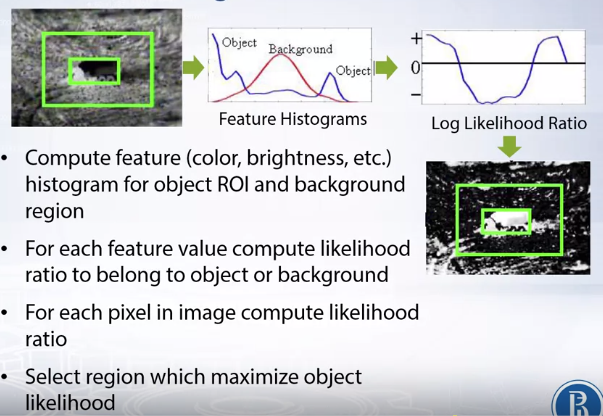 Object
Background
Object
Feature Histograms
+
0
−
Log Likelihood Ratio
• Compute feature (color, brightness, etc.)
histogram for object ROI and background
region
• For each feature value compute likelihood
ratio to belong to object or background
• For each pixel in image compute likelihood
ratio
• Select region which maximize object
likelihood